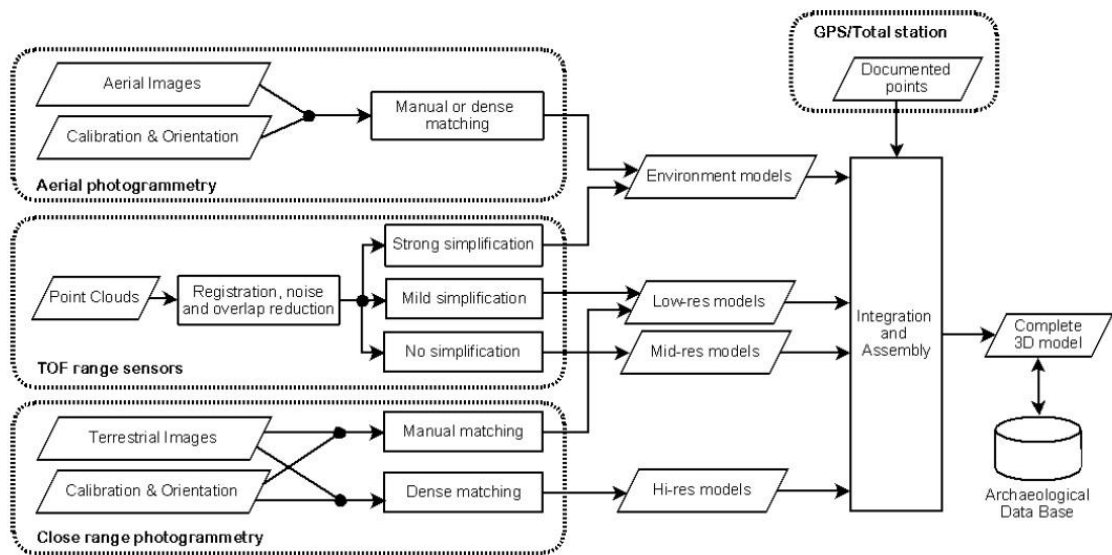 GPS/Total station
Documented
points
Aerial Images
Calibration & Orientation
Manual or dense
matching
Aerial photogrammetry
Environment models
Point Clouds
Registration, noise
and overlap reduction
Strong simplification
Mild simplification
No simplification
TOF range sensors
Low-res models
Mid-res models
Integration
and
Assembly
Complete
3D model
Terrestrial Images
Calibration & Orientation
Manual matching
Dense matching
Close range photogrammetry
Hi-res models
Archaeological
Data Base